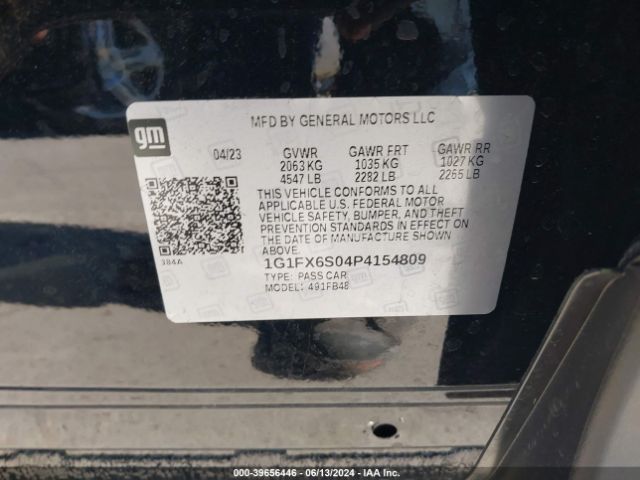 gm
MFD BY GENERAL MOTORS LLC
04/23 GVWR GAWR FRT GAWR RR
2063 KG 1035 KG 1027 KG
4547 LB 2282 LB 2265 LB
THIS VEHICLE CONFORMS TO ALL
APPLICABLE U.S. FEDERAL MOTOR
VEHICLE SAFETY, BUMPER, AND THEFT
PREVENTION STANDARDS IN EFFECT
ON THE DATE OF MANUFACTURE SHOWN
ABOVE.
384A
1G1FX6S04P4154809
TYPE: PASS CAR
MODEL: 491FB48
© 39656446 - 06/13/2024 - IAA Inc.